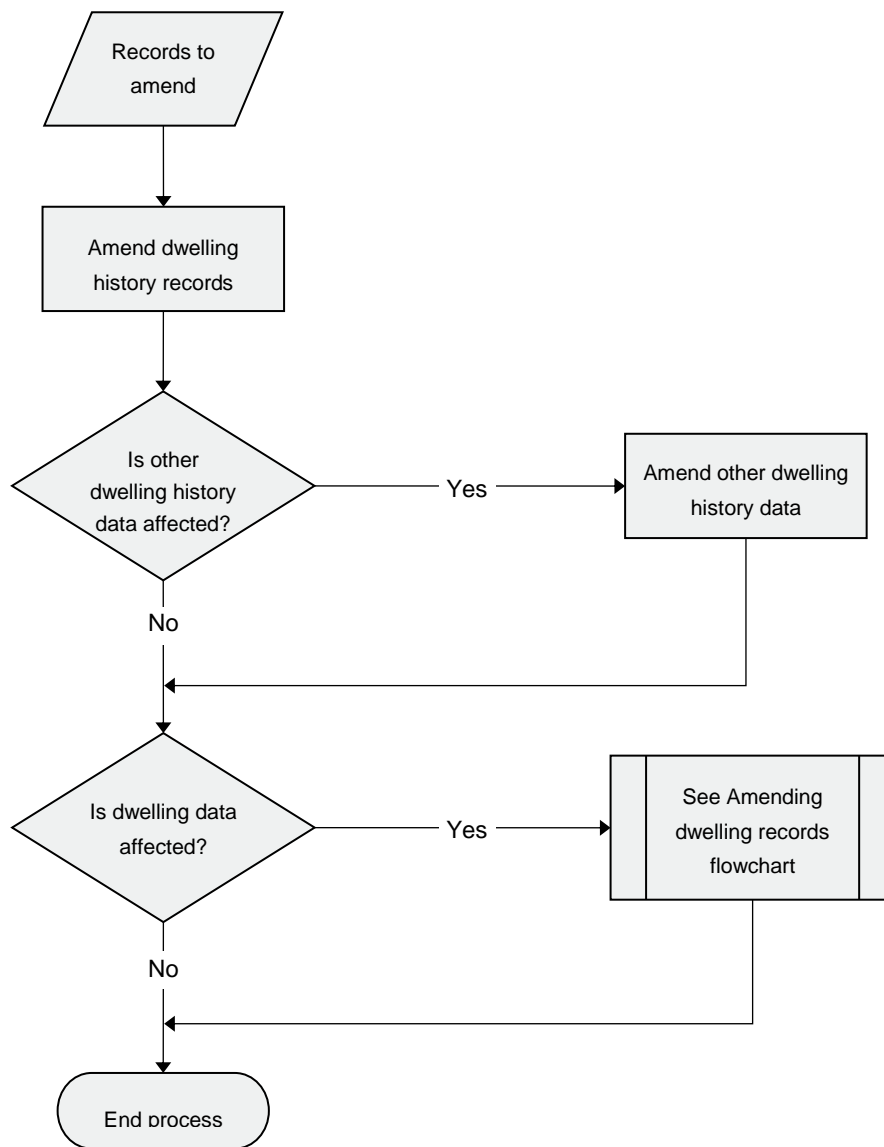 Records to
amend
Amend dwelling
history records
Is other
dwelling history
data affected?
Yes
Amend other dwelling
history data
No
Is dwelling data
affected?
Yes
See Amending
dwelling records
flowchart
No
End process